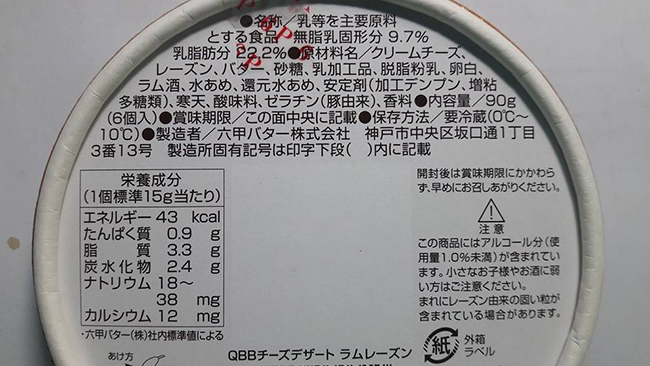 ●名称／乳等を主要原料
とする食品 無脂乳固形分 9.7%
乳脂肪分 22.2%●原材料名／クリームチーズ、
レーズン、バター、砂糖、乳加工品、脱脂粉乳、卵白、
ラム酒、水あめ、還元水あめ、安定剤(加工デンプン、増粘
多糖類)、寒天、酸味料、ゼラチン(豚由来)、香料●内容量／90g
(6個入)●賞味期限／この面中央に記載●保存方法／要冷蔵(0℃〜
10℃)●製造者／六甲バター株式会社 神戸市中央区坂口通1丁目
3番13号 製造所固有記号は印字下段( )内に記載
栄養成分
(1個標準15g当たり)
エネルギー 43 kcal
たんぱく質 0.9 g
脂質 3.3 g
炭水化物 2.4 g
ナトリウム 18〜
38 mg
カルシウム 12 mg
・六甲バター(株)社内標準値による
開封後は賞味期限にかかわら
ず、早めにお召しあがりください。
注意
この商品にはアルコール分(使
用量1.0%未満)が含まれていま
す。小さなお子様やお酒に弱
い方はご注意ください。
まれにレーズン由来の固い粒が
含まれている場合があります。
紙
外箱
ラベル
あけ方
QBBチーズデザート ラムレーズン